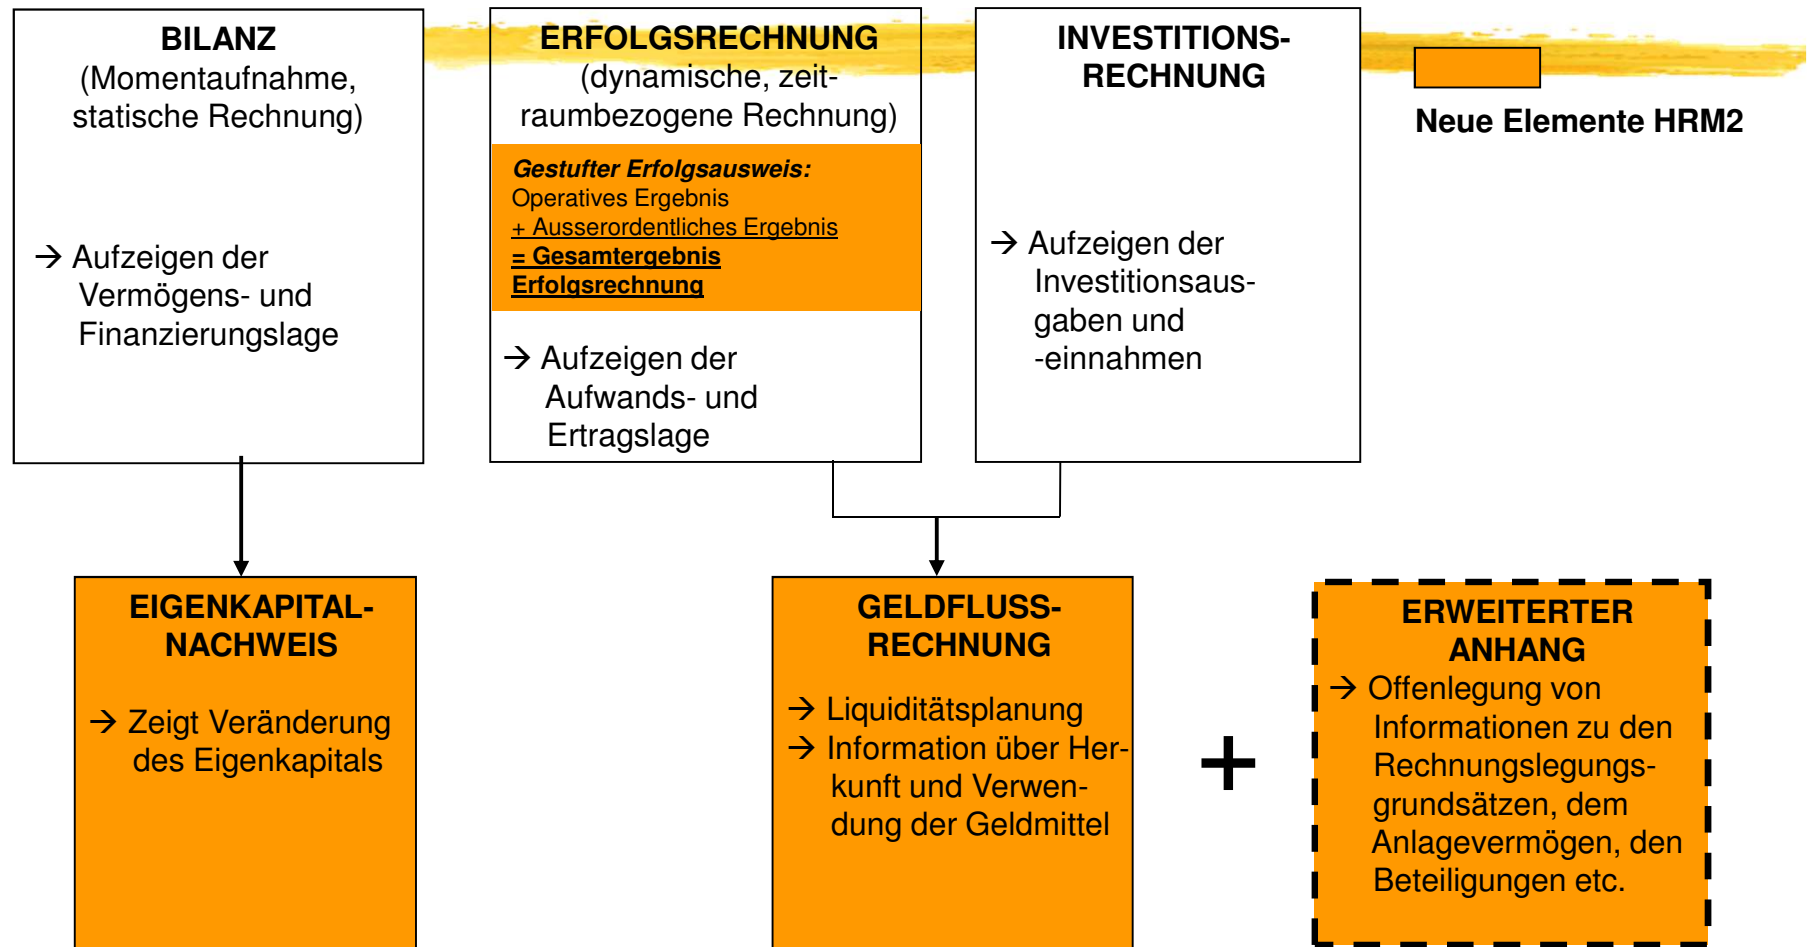 BILANZ
(Momentaufnahme,
statische Rechnung)
→ Aufzeigen der
Vermögens- und
Finanzierungslage
ERFOLGSRECHNUNG
(dynamische, zeit-
raumbezogene Rechnung)
Gestufter Erfolgsausweis:
Operatives Ergebnis
+ Ausserordentliches Ergebnis
= Gesamtergebnis
Erfolgsrechnung
→ Aufzeigen der
Aufwands- und
Ertragslage
INVESTITIONS-
RECHNUNG
→ Aufzeigen der
Investitionsaus-
gaben und
-einnahmen
Neue Elemente HRM2
EIGENKAPITAL-
NACHWEIS
→ Zeigt Veränderung
des Eigenkapitals
GELDFLUSS-
RECHNUNG
→ Liquiditätsplanung
→ Information über Her-
kunft und Verwen-
dung der Geldmittel
+
ERWEITERTER
ANHANG
→ Offenlegung von
Informationen zu den
Rechnungslegungs-
grundsätzen, dem
Anlagevermögen, den
Beteiligungen etc.